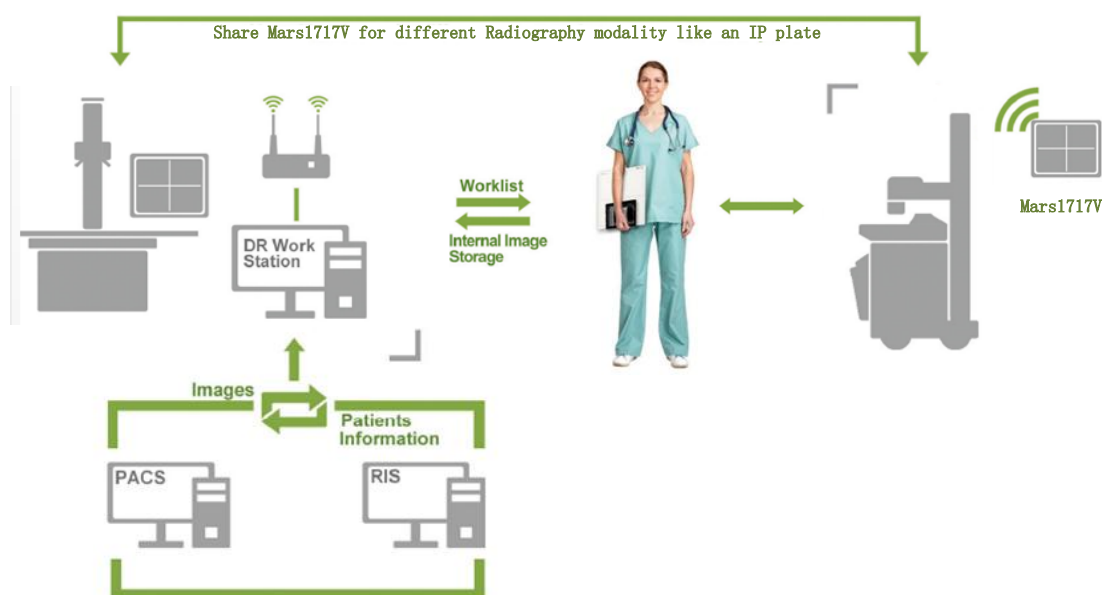 Share Mars1717V for different Radiography modality like an IP plate
Worklist
Internal Image
Storage
DR Work
Station
Mars1717V
Images
Patients
Information
PACS
RIS